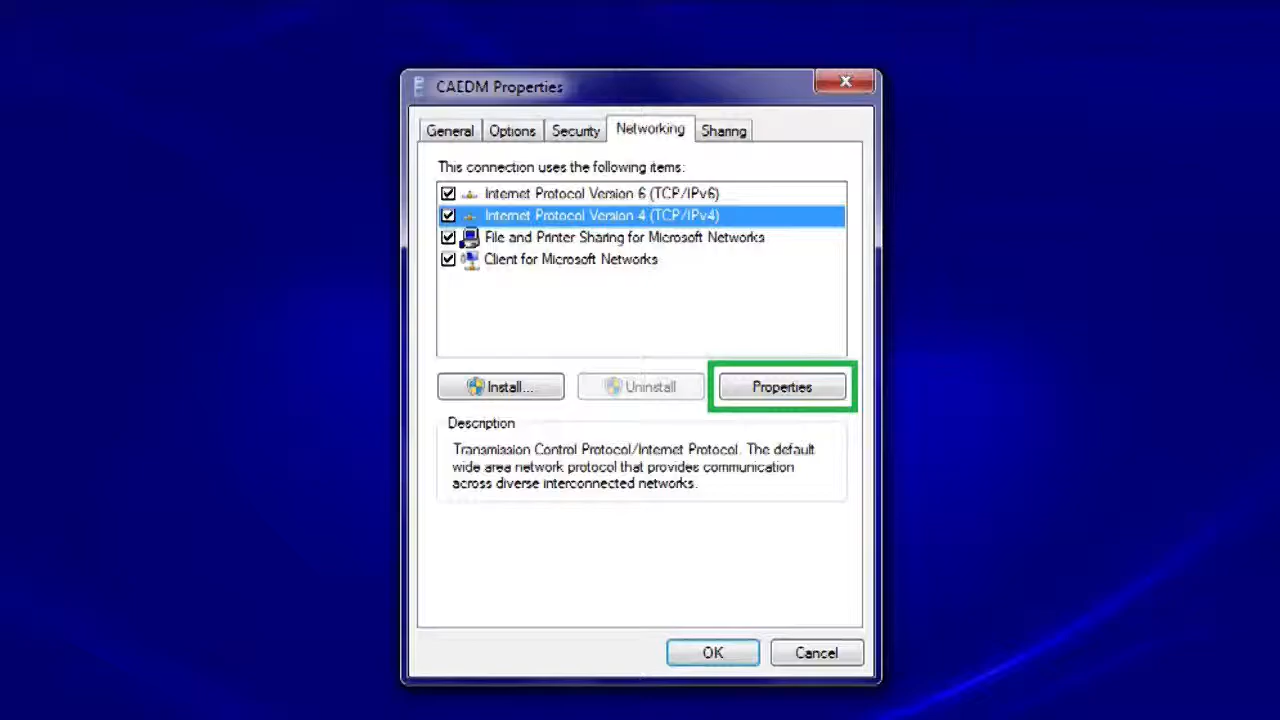 CAEDM Properties
General Options Security Networking Sharing
This connection uses the following items:
Internet Protocol Version 6 (TCP/IPv6)
Internet Protocol Version 4 (TCP/IPv4)
File and Printer Sharing for Microsoft Networks
Client for Microsoft Networks
Install... Uninstall Properties
Description
Transmission Control Protocol/Internet Protocol. The default
wide area network protocol that provides communication
across diverse interconnected networks.
OK Cancel